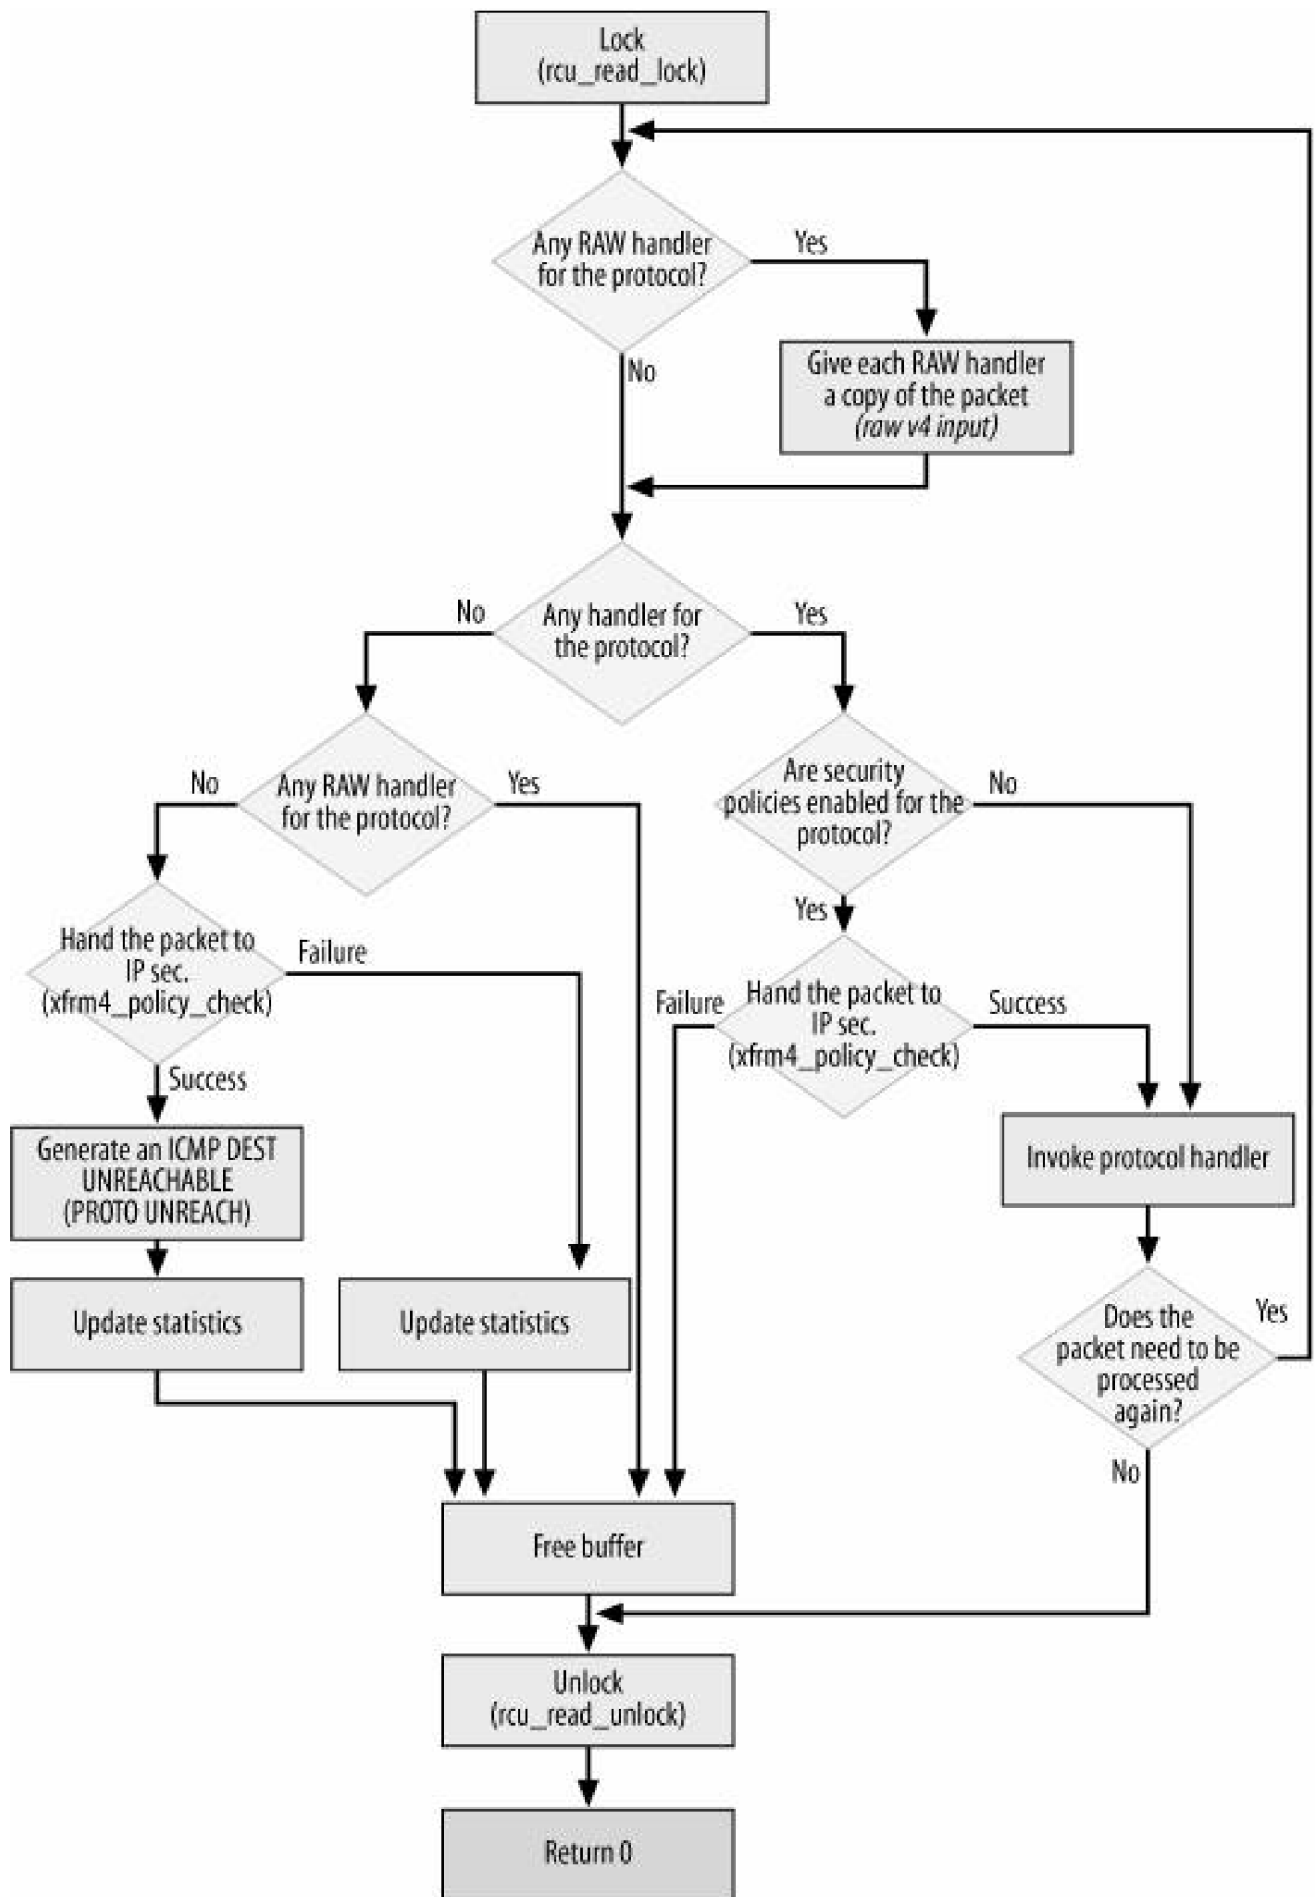 Lock
(rcu_read_lock)
Any RAW handler
for the protocol?
Yes
No
Give each RAW handler
a copy of the packet
(raw v4 input)
Any handler for
the protocol?
No
Yes
Any RAW handler
for the protocol?
No
Yes
Are security
policies enabled for the
protocol?
No
Yes
Hand the packet to
IP sec.
(xfrm4_policy_check)
Failure
Success
Hand the packet to
IP sec.
(xfrm4_policy_check)
Failure
Success
Generate an ICMP DEST
UNREACHABLE
(PROTO UNREACH)
Invoke protocol handler
Update statistics
Update statistics
Does the
packet need to be
processed
again?
Yes
No
Free buffer
Unlock
(rcu_read_unlock)
Return 0